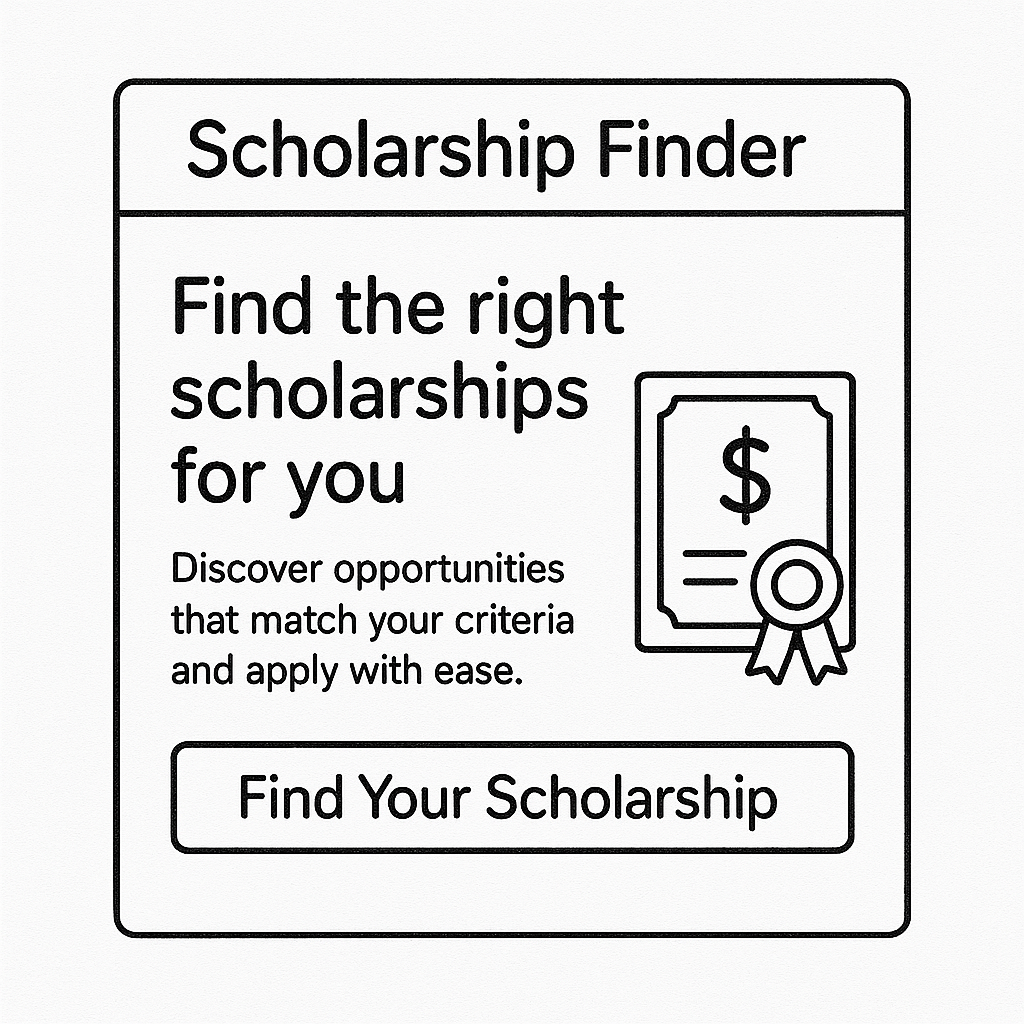 Scholarship Finder
Find the right
scholarships
for you
$
Discover opportunities
that match your criteria
and apply with ease.
Find Your Scholarship